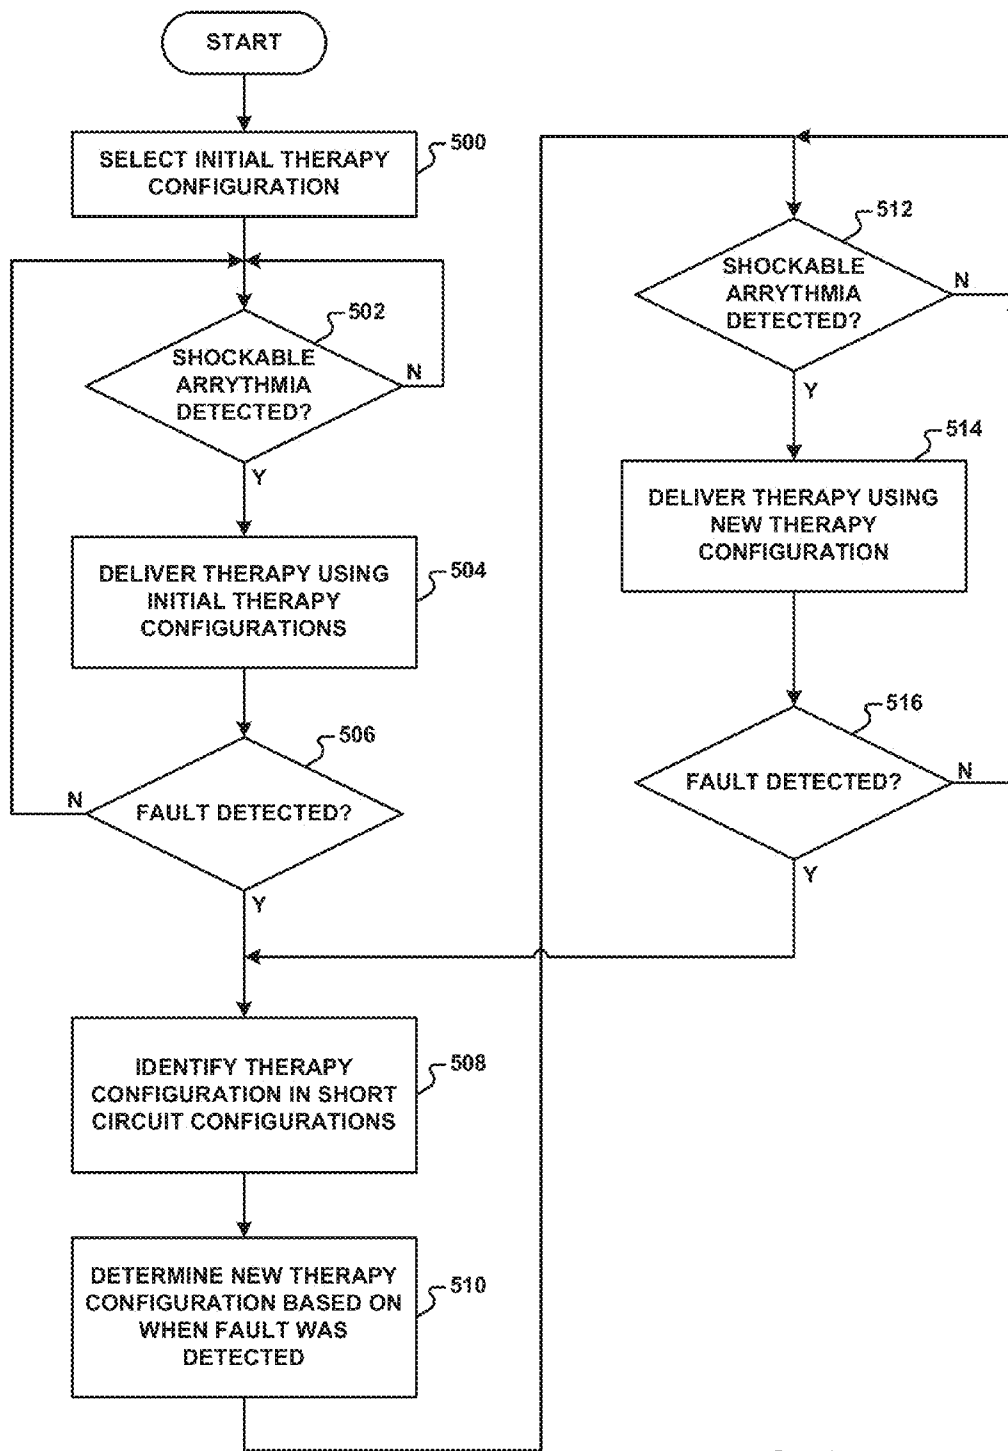 START
SELECT INITIAL THERAPY
CONFIGURATION
500
SHOCKABLE
ARRYTHMIA
DETECTED?
502
N
Y
DELIVER THERAPY USING
INITIAL THERAPY
CONFIGURATIONS
504
FAULT DETECTED?
506
N
Y
IDENTIFY THERAPY
CONFIGURATION IN SHORT
CIRCUIT CONFIGURATIONS
508
DETERMINE NEW THERAPY
CONFIGURATION BASED ON
WHEN FAULT WAS
DETECTED
510
SHOCKABLE
ARRYTHMIA
DETECTED?
512
N
Y
DELIVER THERAPY USING
NEW THERAPY
CONFIGURATION
514
FAULT DETECTED?
516
N
Y